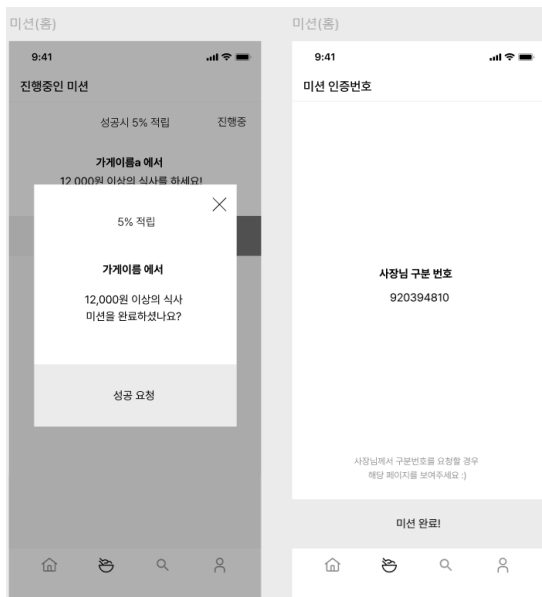 미션(홈)
9:41
진행중인 미션
성공시 5% 적립
진행중
가게이름a 에서
12,000원 이상의 식사를 하세요!
5% 적립
가게이름 에서
12,000원 이상의 식사
미션을 완료하셨나요?
성공 요청
미션(홈)
9:41
미션 인증번호
사장님 구분 번호
920394810
사장님께서 구분번호를 요청할 경우
해당 페이지를 보여주세요 :)
미션 완료!